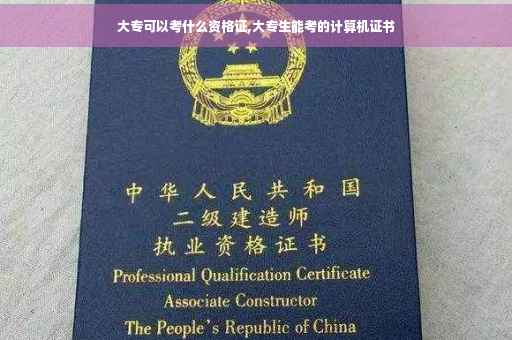 大专可以考什么资格证,大专生能考的计算机证书
中华人民共和国
二级建造师
执业资格证书
Professional Qualification Certificate
Associate Constructor
The People's Republic of China